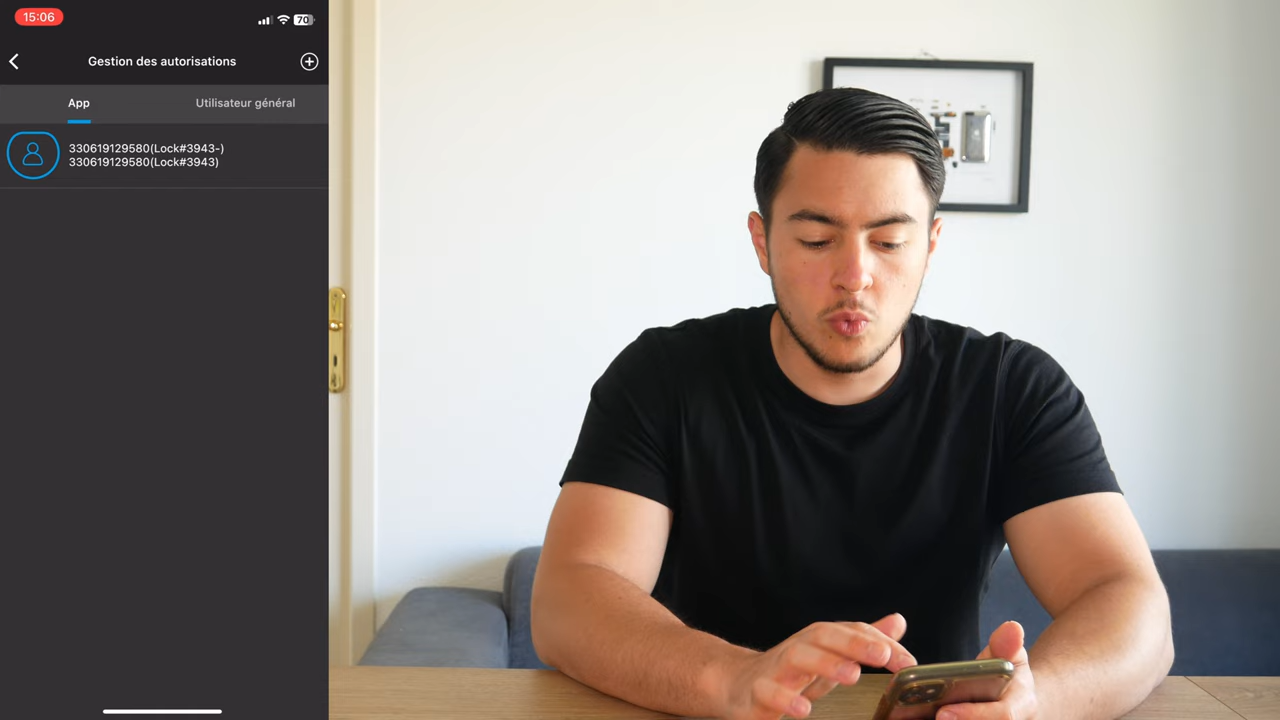 15:06
70
Gestion des autorisations
App
Utilisateur général
330619129580(Lock#3943-)
330619129580(Lock#3943)